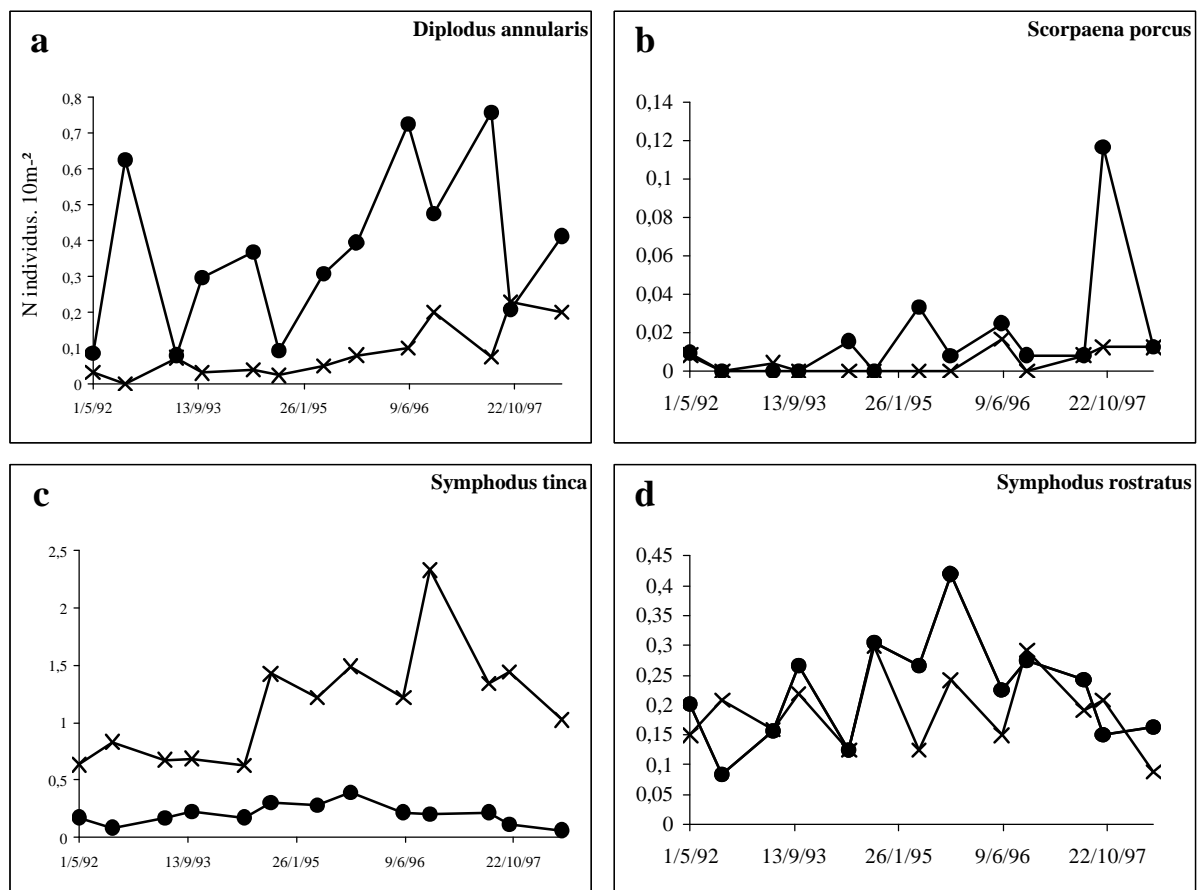 a
Diplodus annularis
N individus. 10m-²
0,8
0,7
0,6
0,5
0,4
0,3
0,2
0,1
0
1/5/92 13/9/93 26/1/95 9/6/96 22/10/97
b
Scorpaena porcus
0,14
0,12
0,1
0,08
0,06
0,04
0,02
0
1/5/92 13/9/93 26/1/95 9/6/96 22/10/97
c
Symphodus tinca
2,5
2
1,5
1
0,5
0
1/5/92 13/9/93 26/1/95 9/6/96 22/10/97
d
Symphodus rostratus
0,45
0,4
0,35
0,3
0,25
0,2
0,15
0,1
0,05
0
1/5/92 13/9/93 26/1/95 9/6/96 22/10/97